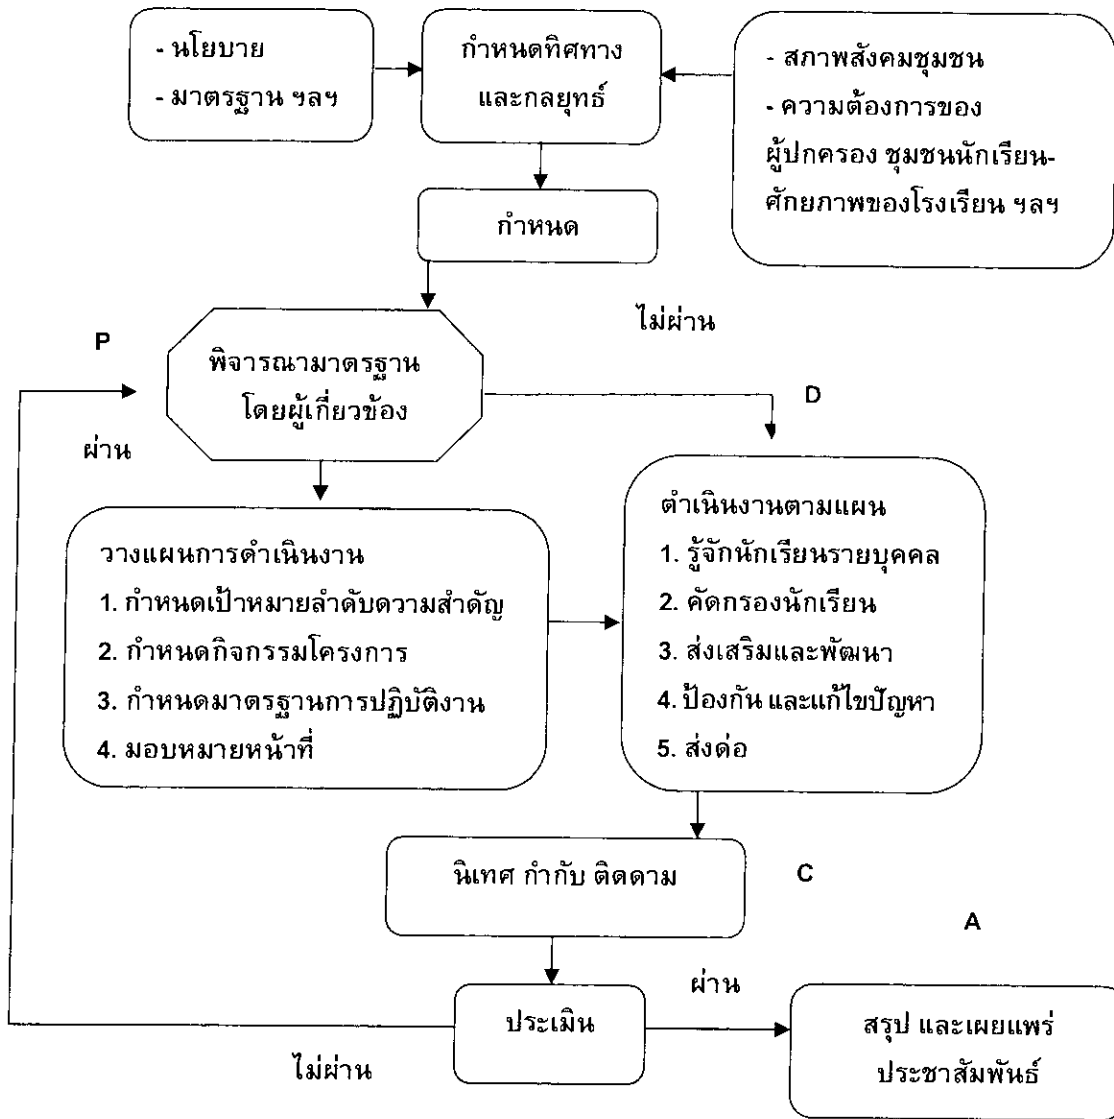 - นโยบาย
- มาตรฐาน ฯลฯ
กำหนดทิศทาง
และกลยุทธ์
- สภาพสังคมชุมชน
- ความต้องการของ
ผู้ปกครอง ชุมชนนักเรียน-
ศักยภาพของโรงเรียน ฯลฯ
กำหนด
ไม่ผ่าน
P
พิจารณามาตรฐาน
โดยผู้เกี่ยวข้อง
D
ผ่าน
วางแผนการดำเนินงาน
1. กำหนดเป้าหมายลำดับความสำคัญ
2. กำหนดกิจกรรมโครงการ
3. กำหนดมาตรฐานการปฏิบัติงาน
4. มอบหมายหน้าที่
ดำเนินงานตามแผน
1. รู้จักนักเรียนรายบุคคล
2. คัดกรองนักเรียน
3. ส่งเสริมและพัฒนา
4. ป้องกัน และแก้ไขปัญหา
5. ส่งต่อ
นิเทศ กำกับ ติดตาม
C
A
ประเมิน
ผ่าน
ไม่ผ่าน
สรุป และเผยแพร่
ประชาสัมพันธ์